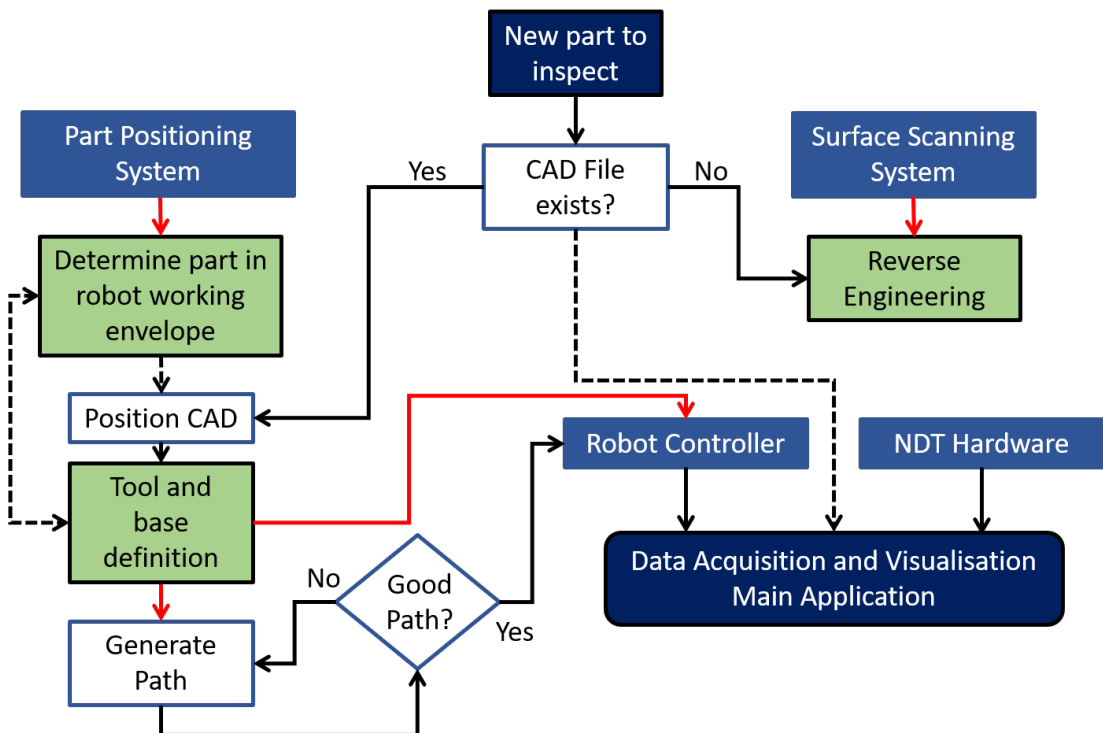 New part to
inspect
Part Positioning
System
Yes
CAD File
exists?
No
Surface Scanning
System
Determine part in
robot working
envelope
Reverse
Engineering
Position CAD
Robot Controller
NDT Hardware
Tool and
base
definition
No
Good
Path?
Yes
Data Acquisition and Visualisation
Main Application
Generate
Path